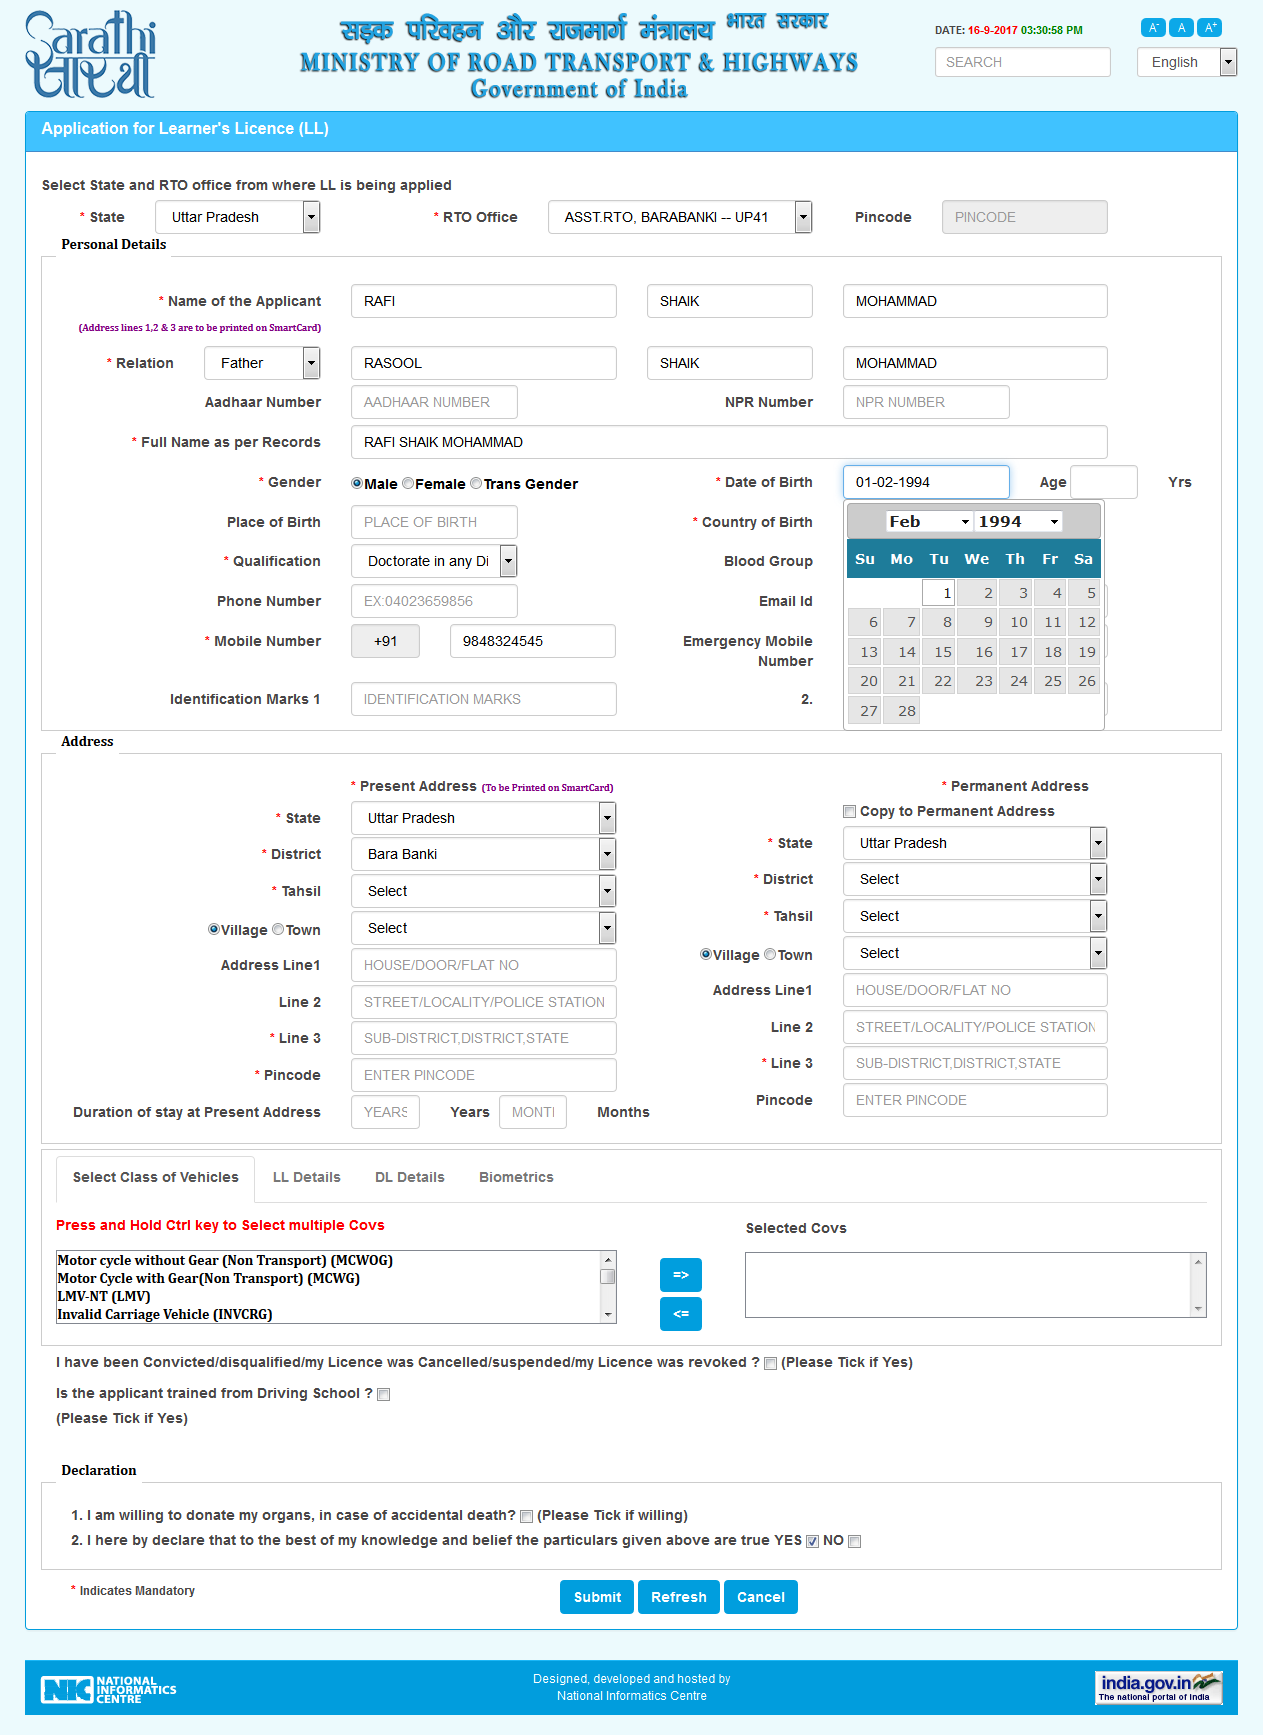 Sarathi
सारथी
सड़क परिवहन और राजमार्ग मंत्रालय भारत सरकार
MINISTRY OF ROAD TRANSPORT & HIGHWAYS
Government of India
DATE: 16-9-2017 03:30:58 PM
A- A A+
SEARCH English
Application for Learner's Licence (LL)
Select State and RTO office from where LL is being applied
* State Uttar Pradesh * RTO Office ASST.RTO, BARABANKI -- UP41 Pincode PINCODE
Personal Details
* Name of the Applicant RAFI SHAIK MOHAMMAD
(Address lines 1,2 & 3 are to be printed on SmartCard)
* Relation Father RASOOL SHAIK MOHAMMAD
Aadhaar Number AADHAAR NUMBER NPR Number NPR NUMBER
* Full Name as per Records RAFI SHAIK MOHAMMAD
* Gender Male Female Trans Gender * Date of Birth 01-02-1994 Age Yrs
Place of Birth PLACE OF BIRTH * Country of Birth
Feb 1994
* Qualification Doctorate in any Di Blood Group
Su Mo Tu We Th Fr Sa
1 2 3 4 5
Phone Number EX:04023659856 Email Id
6 7 8 9 10 11 12
* Mobile Number +91 9848324545 Emergency Mobile Number
13 14 15 16 17 18 19
20 21 22 23 24 25 26
27 28
Identification Marks 1 IDENTIFICATION MARKS 2.
Address
* Present Address (To be Printed on SmartCard)
* State Uttar Pradesh
* District Bara Banki
* Tahsil Select
Village Town Select
Address Line1 HOUSE/DOOR/FLAT NO
Line 2 STREET/LOCALITY/POLICE STATION
* Line 3 SUB-DISTRICT,DISTRICT,STATE
* Pincode ENTER PINCODE
Duration of stay at Present Address YEARS Years MONTH Months
* Permanent Address
Copy to Permanent Address
* State Uttar Pradesh
* District Select
* Tahsil Select
Village Town Select
Address Line1 HOUSE/DOOR/FLAT NO
Line 2 STREET/LOCALITY/POLICE STATION
* Line 3 SUB-DISTRICT,DISTRICT,STATE
Pincode ENTER PINCODE
Select Class of Vehicles LL Details DL Details Biometrics
Press and Hold Ctrl key to Select multiple Covs
Selected Covs
Motor cycle without Gear (Non Transport) (MCWOG)
Motor Cycle with Gear(Non Transport) (MCWG)
LMV-NT (LMV)
Invalid Carriage Vehicle (INVCRG)
=>
<=
I have been Convicted/disqualified/my Licence was Cancelled/suspended/my Licence was revoked ? (Please Tick if Yes)
Is the applicant trained from Driving School ?
(Please Tick if Yes)
Declaration
1. I am willing to donate my organs, in case of accidental death? (Please Tick if willing)
2. I here by declare that to the best of my knowledge and belief the particulars given above are true YES NO
* Indicates Mandatory
Submit Refresh Cancel
NIC NATIONAL INFORMATICS CENTRE
Designed, developed and hosted by
National Informatics Centre
india.gov.in
The national portal of India